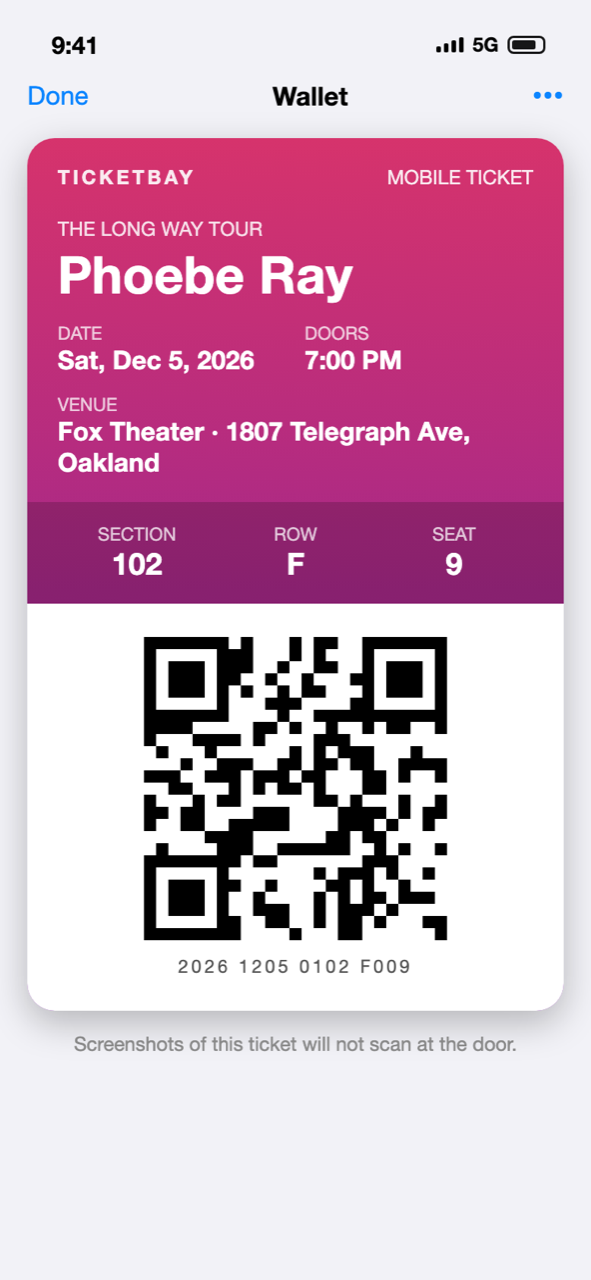 9:41
5G
Done
Wallet
•••
TICKETBAY
MOBILE TICKET
THE LONG WAY TOUR
Phoebe Ray
DATE
DOORS
Sat, Dec 5, 2026
7:00 PM
VENUE
Fox Theater · 1807 Telegraph Ave,
Oakland
SECTION
ROW
SEAT
102
F
9
2026 1205 0102 F009
Screenshots of this ticket will not scan at the door.